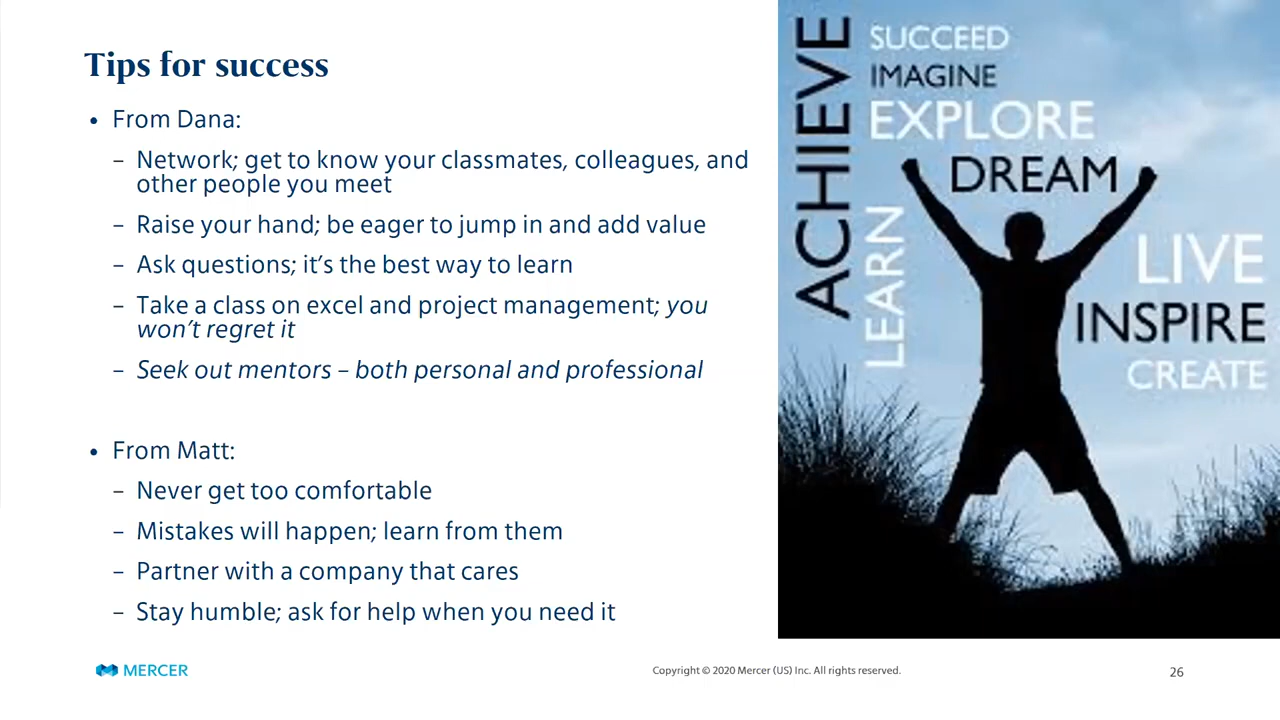 Tips for success
• From Dana:
– Network; get to know your classmates, colleagues, and
other people you meet
– Raise your hand; be eager to jump in and add value
– Ask questions; it’s the best way to learn
– Take a class on excel and project management; you
won’t regret it
– Seek out mentors – both personal and professional
• From Matt:
– Never get too comfortable
– Mistakes will happen; learn from them
– Partner with a company that cares
– Stay humble; ask for help when you need it
ACHIEVE
SUCCEED
IMAGINE
EXPLORE
DREAM
LEARN
LIVE
INSPIRE
CREATE
MERCER
Copyright © 2020 Mercer (US) Inc. All rights reserved.
26